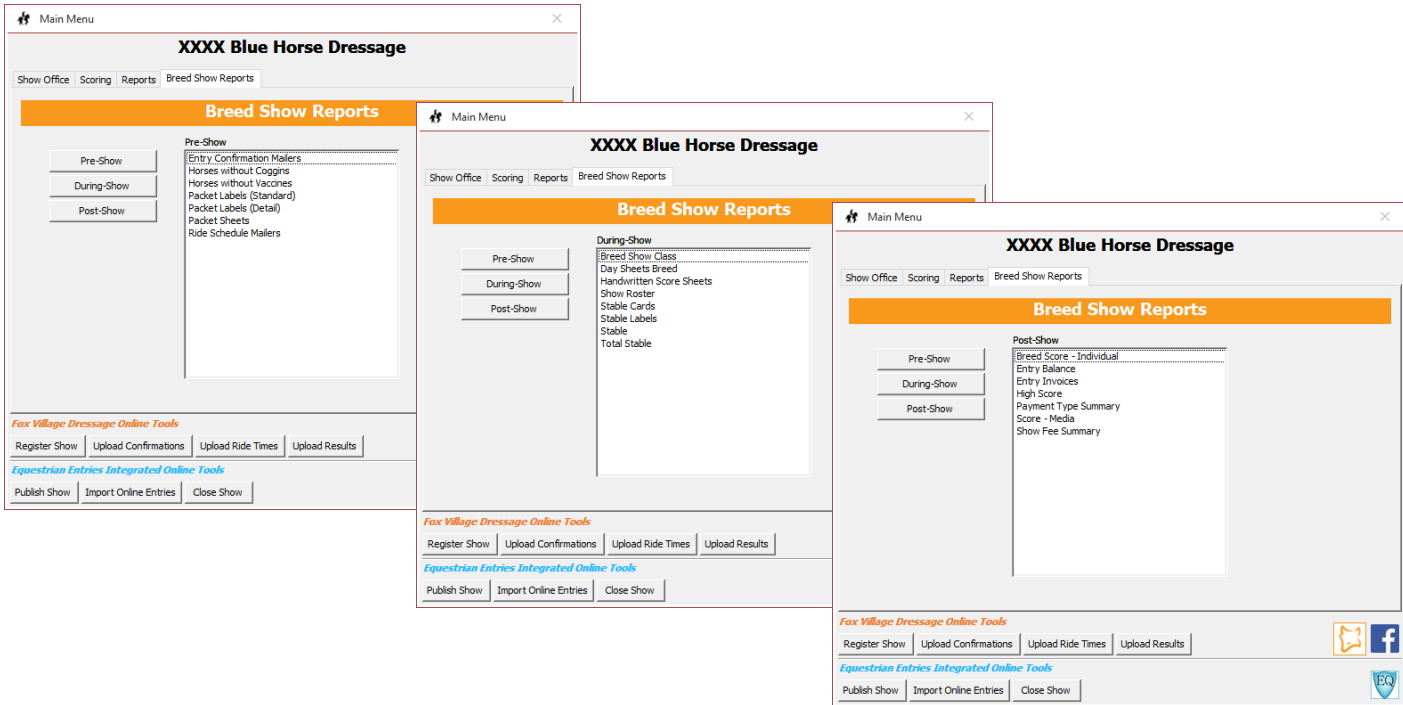 Main Menu
XXXX Blue Horse Dressage
Show Office Scoring Reports Breed Show Reports
Breed Show Reports
Pre-Show
Pre-Show
During-Show
Post-Show
Entry Confirmation Mailers
Horses without Coggins
Horses without Vaccines
Packet Labels (Standard)
Packet Labels (Detail)
Packet Sheets
Ride Schedule Mailers
Fox Village Dressage Online Tools
Register Show Upload Confirmations Upload Ride Times Upload Results
Equestrian Entries Integrated Online Tools
Publish Show Import Online Entries Close Show
Main Menu
XXXX Blue Horse Dressage
Show Office Scoring Reports Breed Show Reports
Breed Show Reports
During-Show
Pre-Show
During-Show
Post-Show
Breed Show Class
Day Sheets Breed
Handwritten Score Sheets
Show Roster
Stable Cards
Stable Labels
Stable
Total Stable
Fox Village Dressage Online Tools
Register Show Upload Confirmations Upload Ride Times Upload Results
Equestrian Entries Integrated Online Tools
Publish Show Import Online Entries Close Show
Main Menu
XXXX Blue Horse Dressage
Show Office Scoring Reports Breed Show Reports
Breed Show Reports
Post-Show
Pre-Show
During-Show
Post-Show
Breed Score - Individual
Entry Balance
Entry Invoices
High Score
Payment Type Summary
Score - Media
Show Fee Summary
Fox Village Dressage Online Tools
Register Show Upload Confirmations Upload Ride Times Upload Results
Equestrian Entries Integrated Online Tools
Publish Show Import Online Entries Close Show
f
EQ